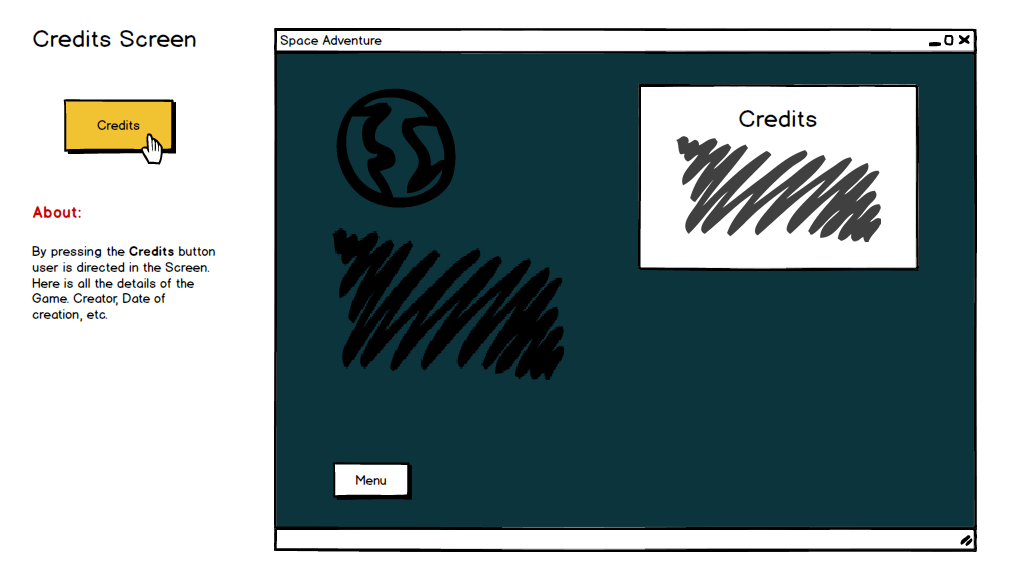 Credits Screen
Credits
About:
By pressing the Credits button
user is directed in the Screen.
Here is all the details of the
Game. Creator, Date of
creation, etc.
Space Adventure
Credits
Menu